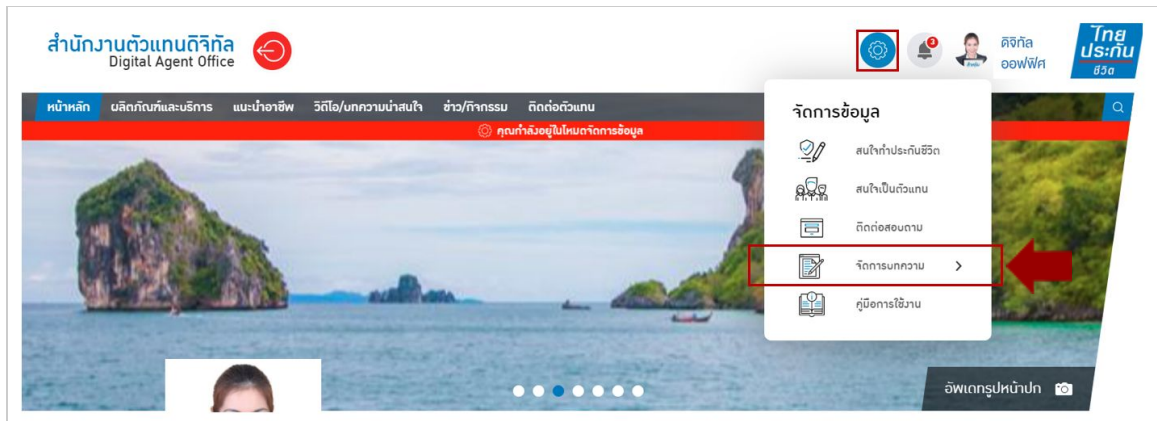 สำนักงานตัวแทนดิจิทัล
Digital Agent Office
3
ดิจิทัล
ออฟฟิศ
ไทย
ประกัน
ชีวิต
หน้าหลัก ผลิตภัณฑ์และบริการ แนะนำอาชีพ วิดีโอ/บทความน่าสนใจ ข่าว/กิจกรรม ติดต่อตัวแทน
คุณกำลังอยู่ในโหมดจัดการข้อมูล
จัดการข้อมูล
สนใจทำประกันชีวิต
สนใจเป็นตัวแทน
ติดต่อสอบถาม
จัดการบทความ
คู่มือการใช้งาน
อัพเดทรูปหน้าปก